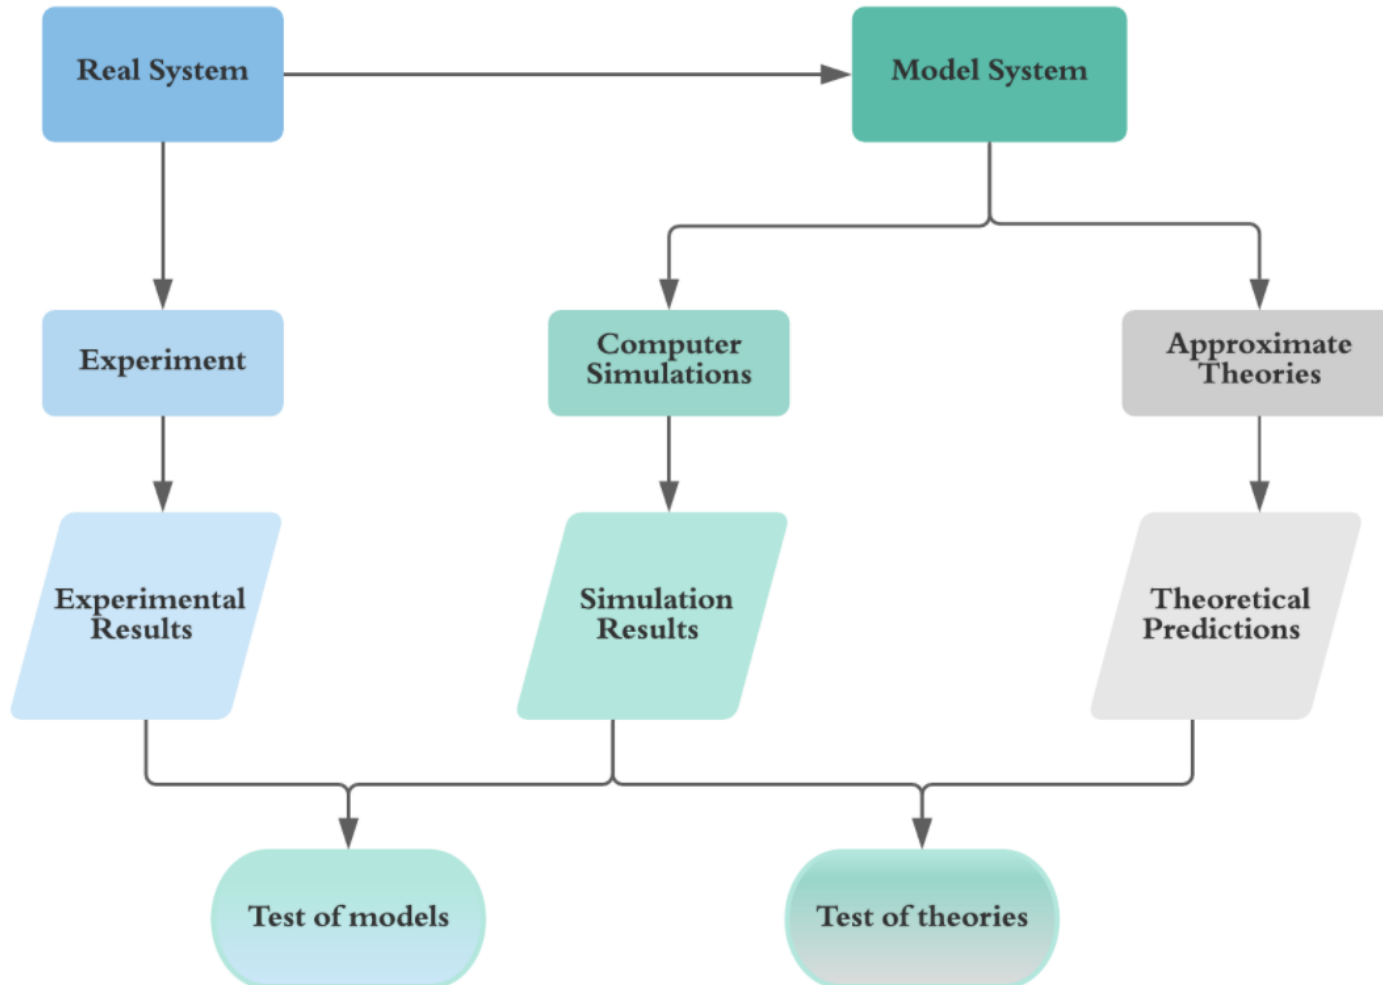 Real System
Model System
Experiment
Computer
Simulations
Approximate
Theories
Experimental
Results
Simulation
Results
Theoretical
Predictions
Test of models
Test of theories